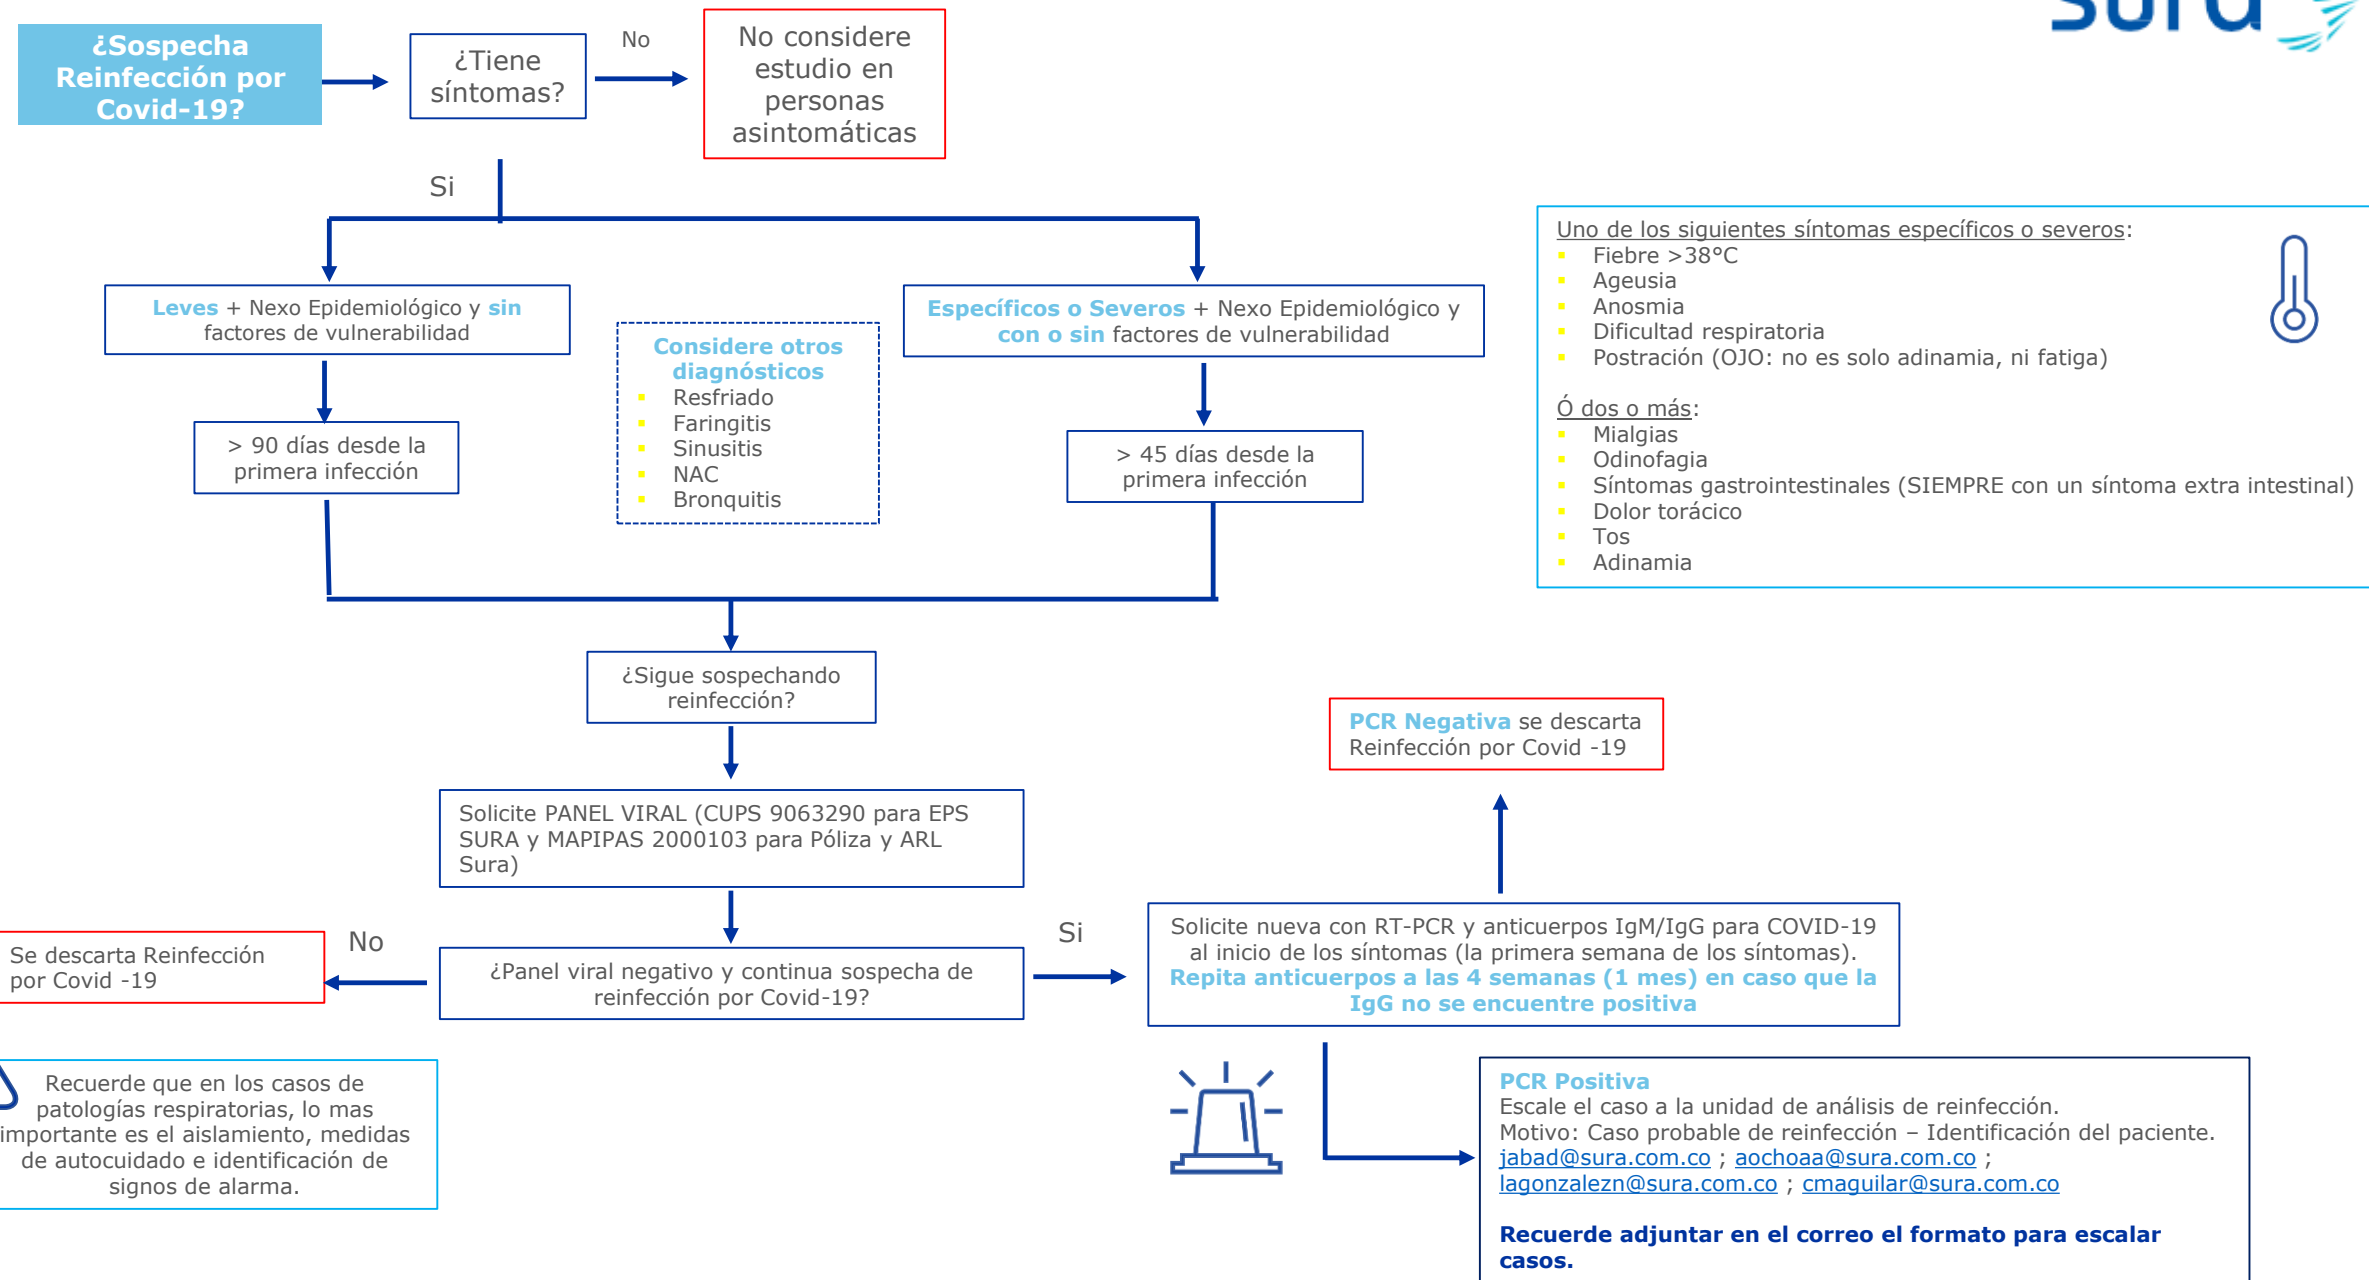 sura
¿Sospecha
Reinfección por
Covid-19?
¿Tiene
síntomas?
No
No considere
estudio en
personas
asintomáticas
Si
Leves + Nexo Epidemiológico y sin
factores de vulnerabilidad
Específicos o Severos + Nexo Epidemiológico y
con o sin factores de vulnerabilidad
Considere otros
diagnósticos
Resfriado
Faringitis
Sinusitis
NAC
Bronquitis
> 90 días desde la
primera infección
> 45 días desde la
primera infección
Uno de los siguientes síntomas específicos o severos:
Fiebre >38°C
Ageusia
Anosmia
Dificultad respiratoria
Postración (OJO: no es solo adinamia, ni fatiga)
Ó dos o más:
Mialgias
Odinofagia
Síntomas gastrointestinales (SIEMPRE con un síntoma extra intestinal)
Dolor torácico
Tos
Adinamia
¿Sigue sospechando
reinfección?
Solicite PANEL VIRAL (CUPS 9063290 para EPS
SURA y MAPIPAS 2000103 para Póliza y ARL
Sura)
¿Panel viral negativo y continua sospecha de
reinfección por Covid-19?
No
Se descarta Reinfección
por Covid -19
Si
Solicite nueva con RT-PCR y anticuerpos IgM/IgG para COVID-19
al inicio de los síntomas (la primera semana de los síntomas).
Repita anticuerpos a las 4 semanas (1 mes) en caso que la
IgG no se encuentre positiva
PCR Negativa se descarta
Reinfección por Covid -19
PCR Positiva
Escale el caso a la unidad de análisis de reinfección.
Motivo: Caso probable de reinfección – Identificación del paciente.
jabad@sura.com.co ; aochoaa@sura.com.co ;
lagonzalezn@sura.com.co ; cmaguilar@sura.com.co
Recuerde adjuntar en el correo el formato para escalar
casos.
Recuerde que en los casos de
patologías respiratorias, lo mas
importante es el aislamiento, medidas
de autocuidado e identificación de
signos de alarma.